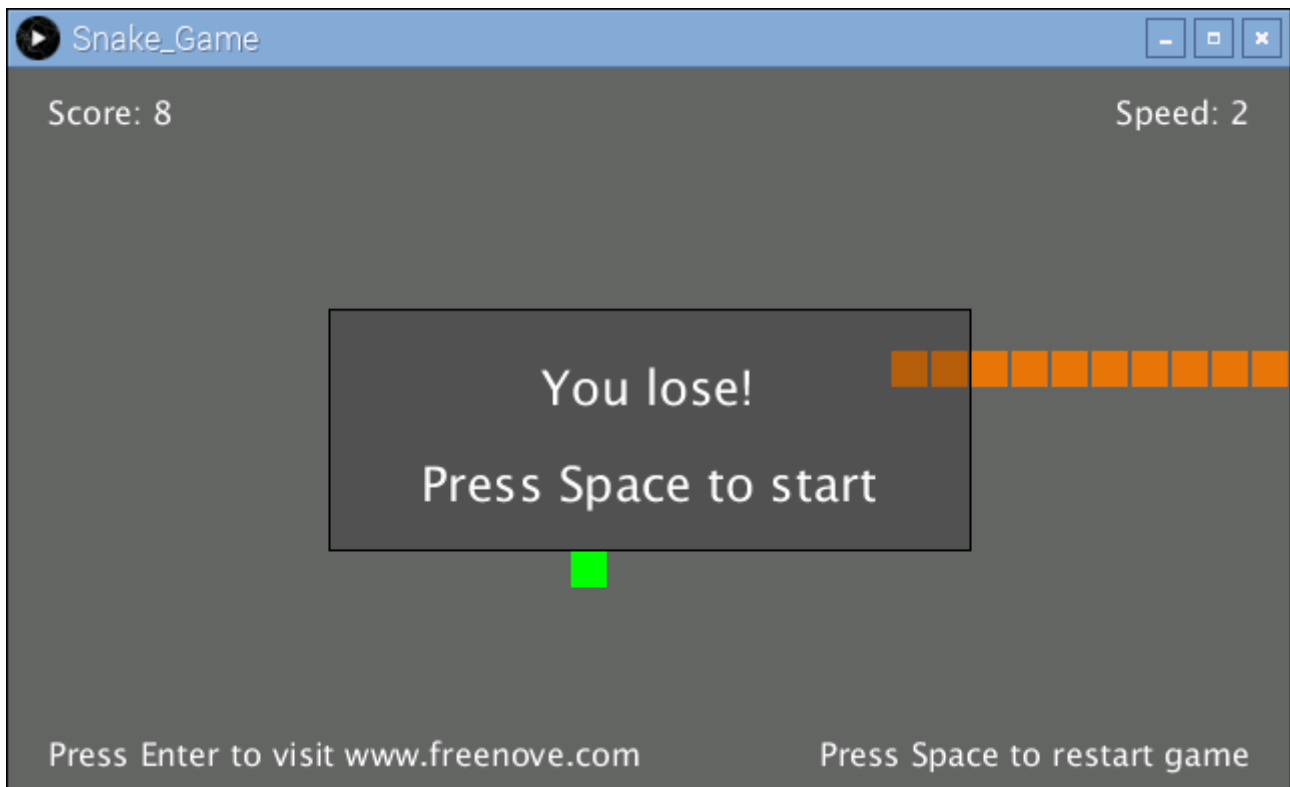 Snake_Game
Score: 8
Speed: 2
You lose!
Press Space to start
Press Enter to visit www.freenove.com
Press Space to restart game